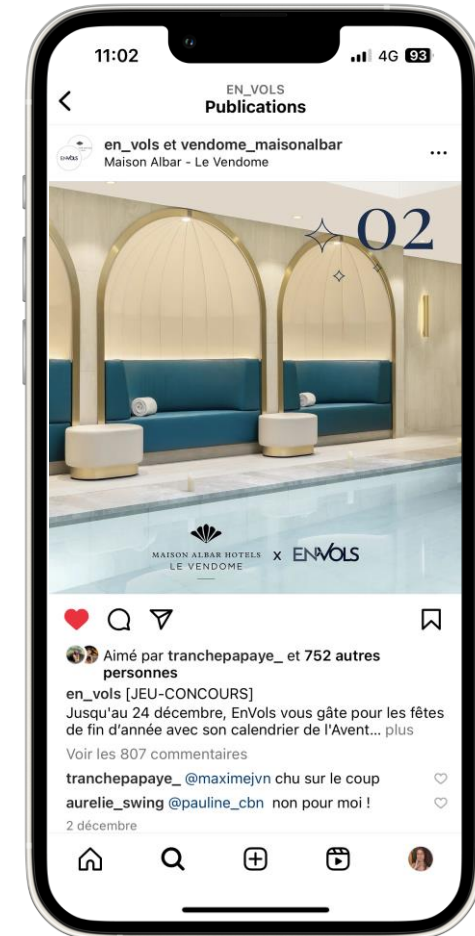 11:02
4G 93
EN_VOLS
Publications
en_vols et vendome_maisonalbar
Maison Albar - Le Vendome
02
MAISON ALBAR HOTELS
LE VENDOME
X ENVOLS
Aimé par tranchepapaye_ et 752 autres
personnes
en_vols [JEU-CONCOURS]
Jusqu'au 24 décembre, EnVols vous gâte pour les fêtes
de fin d'année avec son calendrier de l'Avent... plus
Voir les 807 commentaires
tranchepapaye_ @maximejvn chu sur le coup
aurelie_swing @pauline_cbn non pour moi !
2 décembre